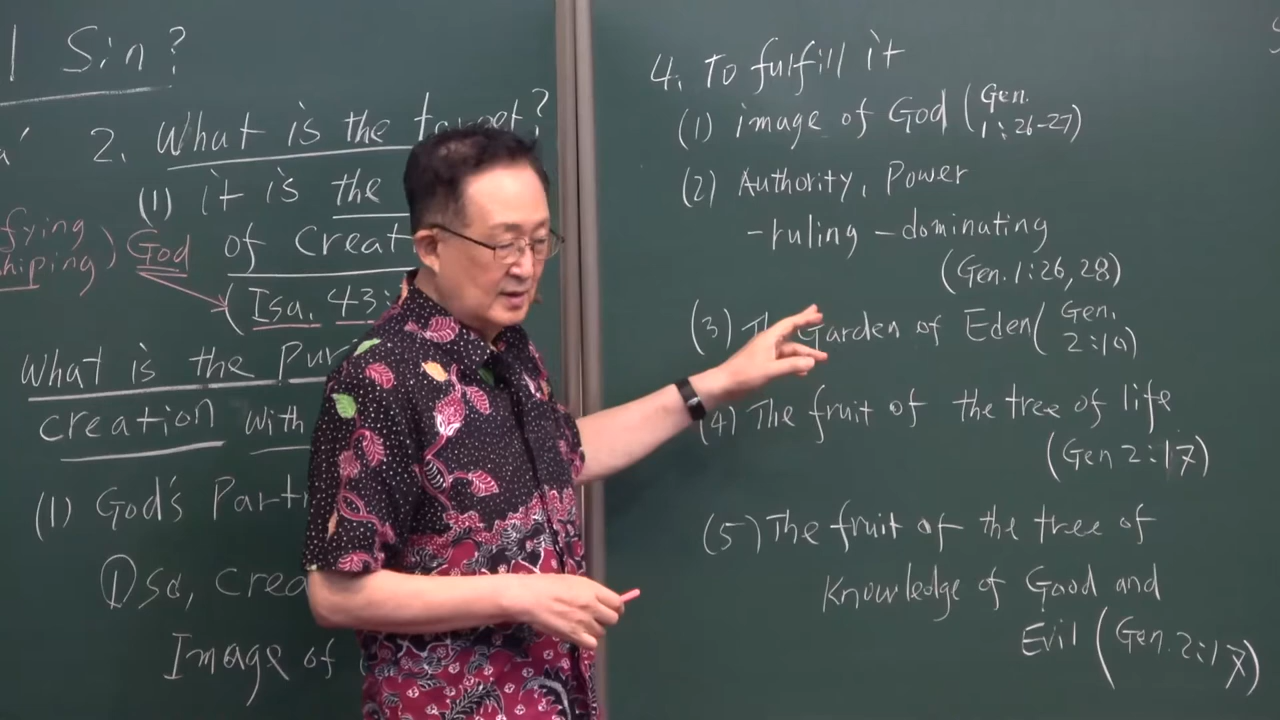 l Sin?
2. What is the target?
(1) it is the
fying
hiping) God of Creat
(Isa. 43:
What is the Pur
creation with
(1) God's Part
① so, Crea
Image of
4. To fulfill it
(1) image of God (Gen.
1:26-27)
(2) Authority, Power
- ruling - dominating
(Gen. 1:26, 28)
(3) The Garden of Eden (Gen.
2:19)
(4) The fruit of the tree of life
(Gen 2:17)
(5) The fruit of the tree of
Knowledge of Good and
Evil (Gen. 2:17)